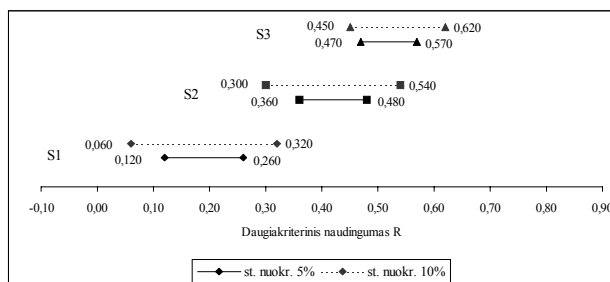 0,450 0,620
S3
0,470 0,570
0,300 0,540
S2
0,360 0,480
0,060 0,320
S1
0,120 0,260
-0,10 0,00 0,10 0,20 0,30 0,40 0,50 0,60 0,70 0,80 0,90
Daugiakriterinis naudingumas R
st. nuokr. 5% st. nuokr. 10%